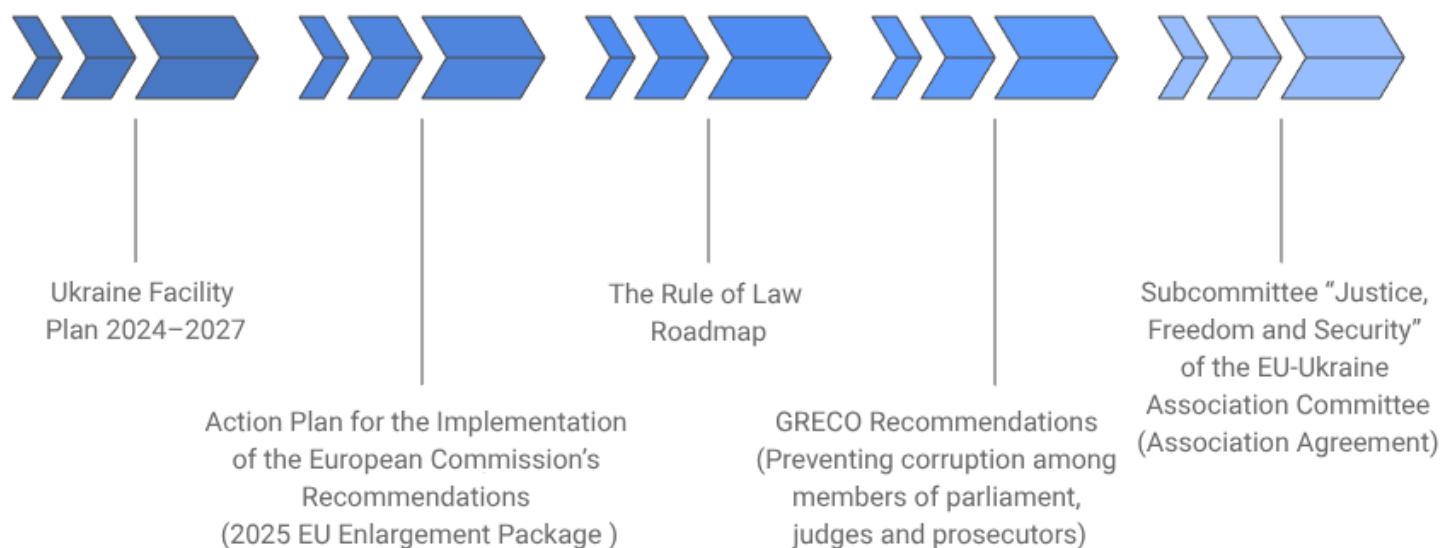 Ukraine Facility
Plan 2024–2027
Action Plan for the Implementation
of the European Commission’s
Recommendations
(2025 EU Enlargement Package )
The Rule of Law
Roadmap
GRECO Recommendations
(Preventing corruption among
members of parliament,
judges and prosecutors)
Subcommittee “Justice,
Freedom and Security”
of the EU-Ukraine
Association Committee
(Association Agreement)